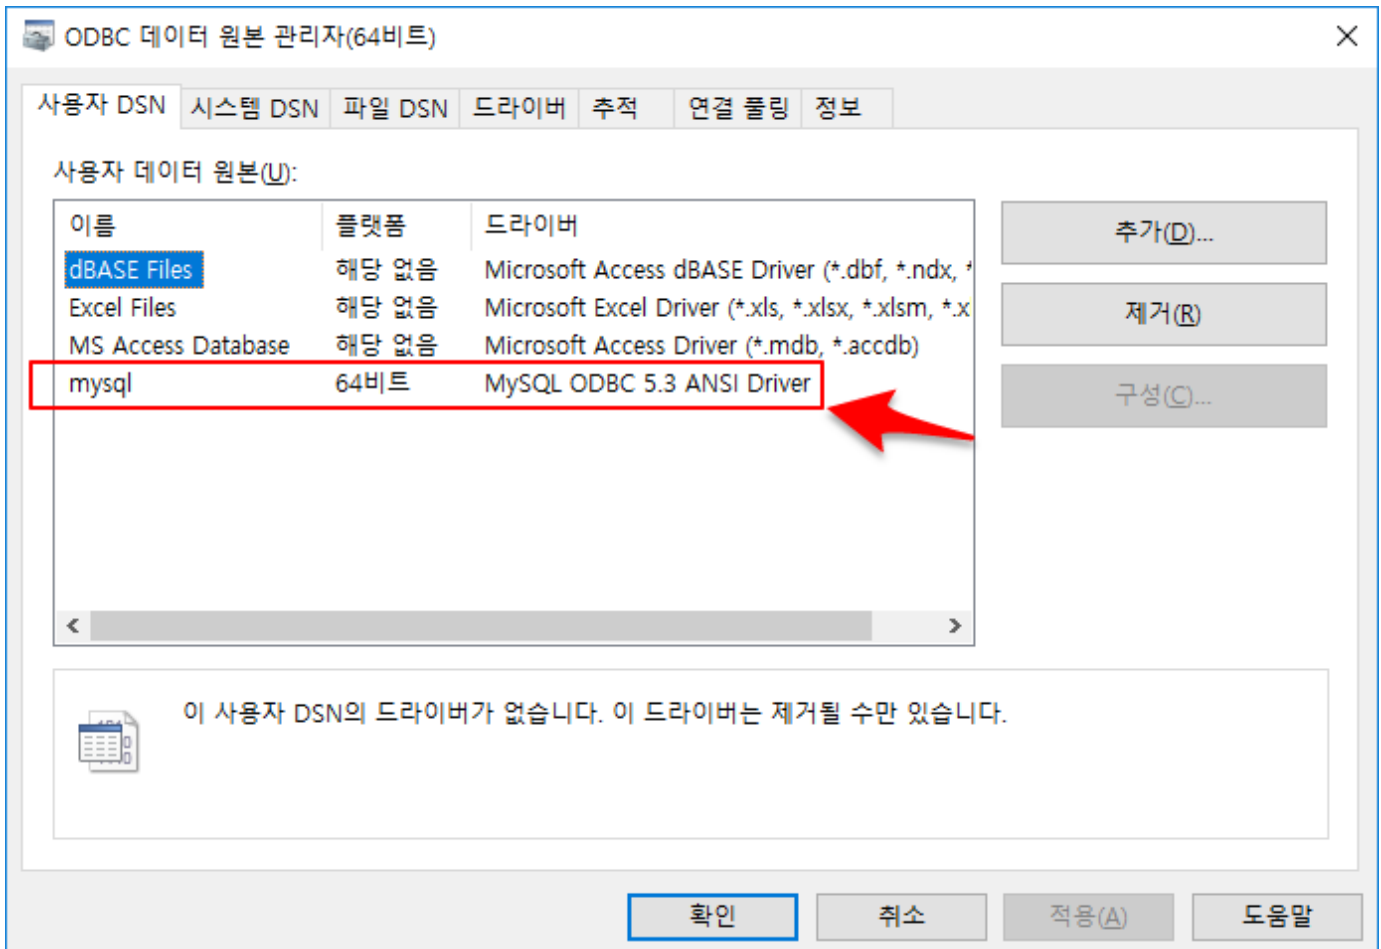 ODBC 데이터 원본 관리자(64비트)
사용자 DSN 시스템 DSN 파일 DSN 드라이버 추적 연결 풀링 정보
사용자 데이터 원본(U):
이름 플랫폼 드라이버
dBASE Files 해당 없음 Microsoft Access dBASE Driver (*.dbf, *.ndx, *
Excel Files 해당 없음 Microsoft Excel Driver (*.xls, *.xlsx, *.xlsm, *.x
MS Access Database 해당 없음 Microsoft Access Driver (*.mdb, *.accdb)
mysql 64비트 MySQL ODBC 5.3 ANSI Driver
추가(D)...
제거(R)
구성(C)...
이 사용자 DSN의 드라이버가 없습니다. 이 드라이버는 제거될 수만 있습니다.
확인 취소 적용(A) 도움말